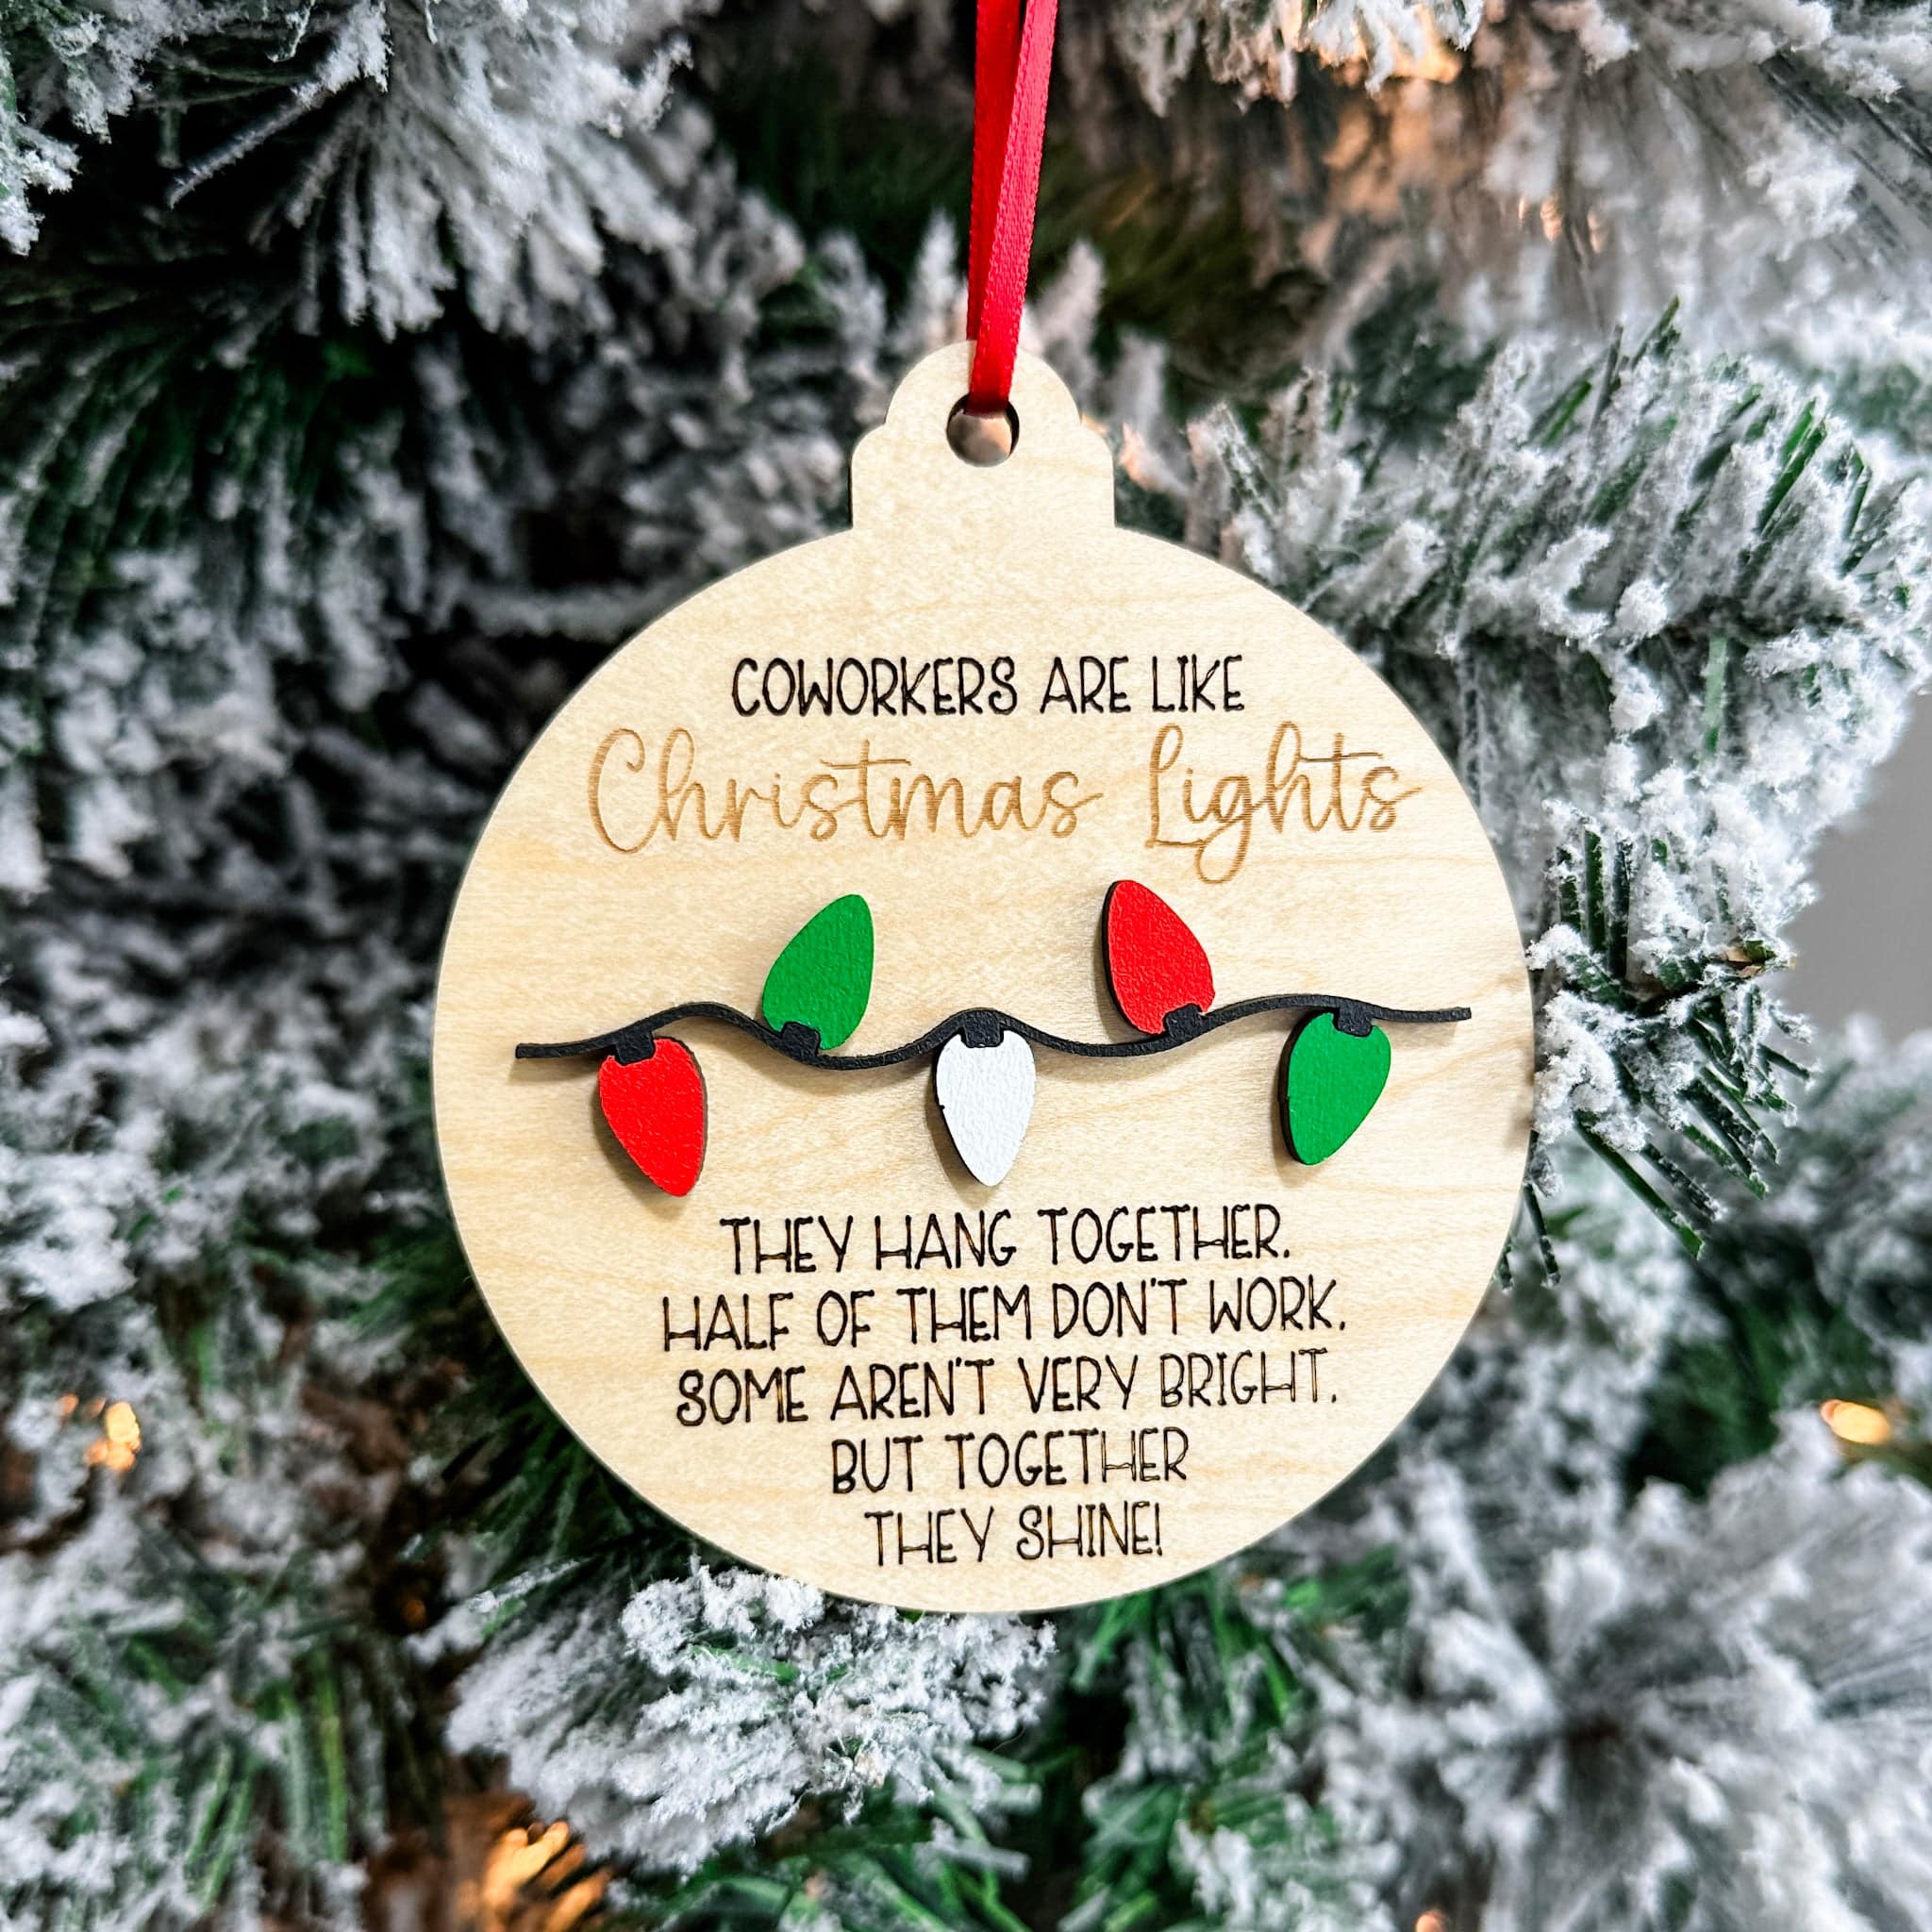 COWORKERS ARE LIKE
Christmas Lights
THEY HANG TOGETHER.
HALF OF THEM DON'T WORK.
SOME AREN'T VERY BRIGHT.
BUT TOGETHER
THEY SHINE!